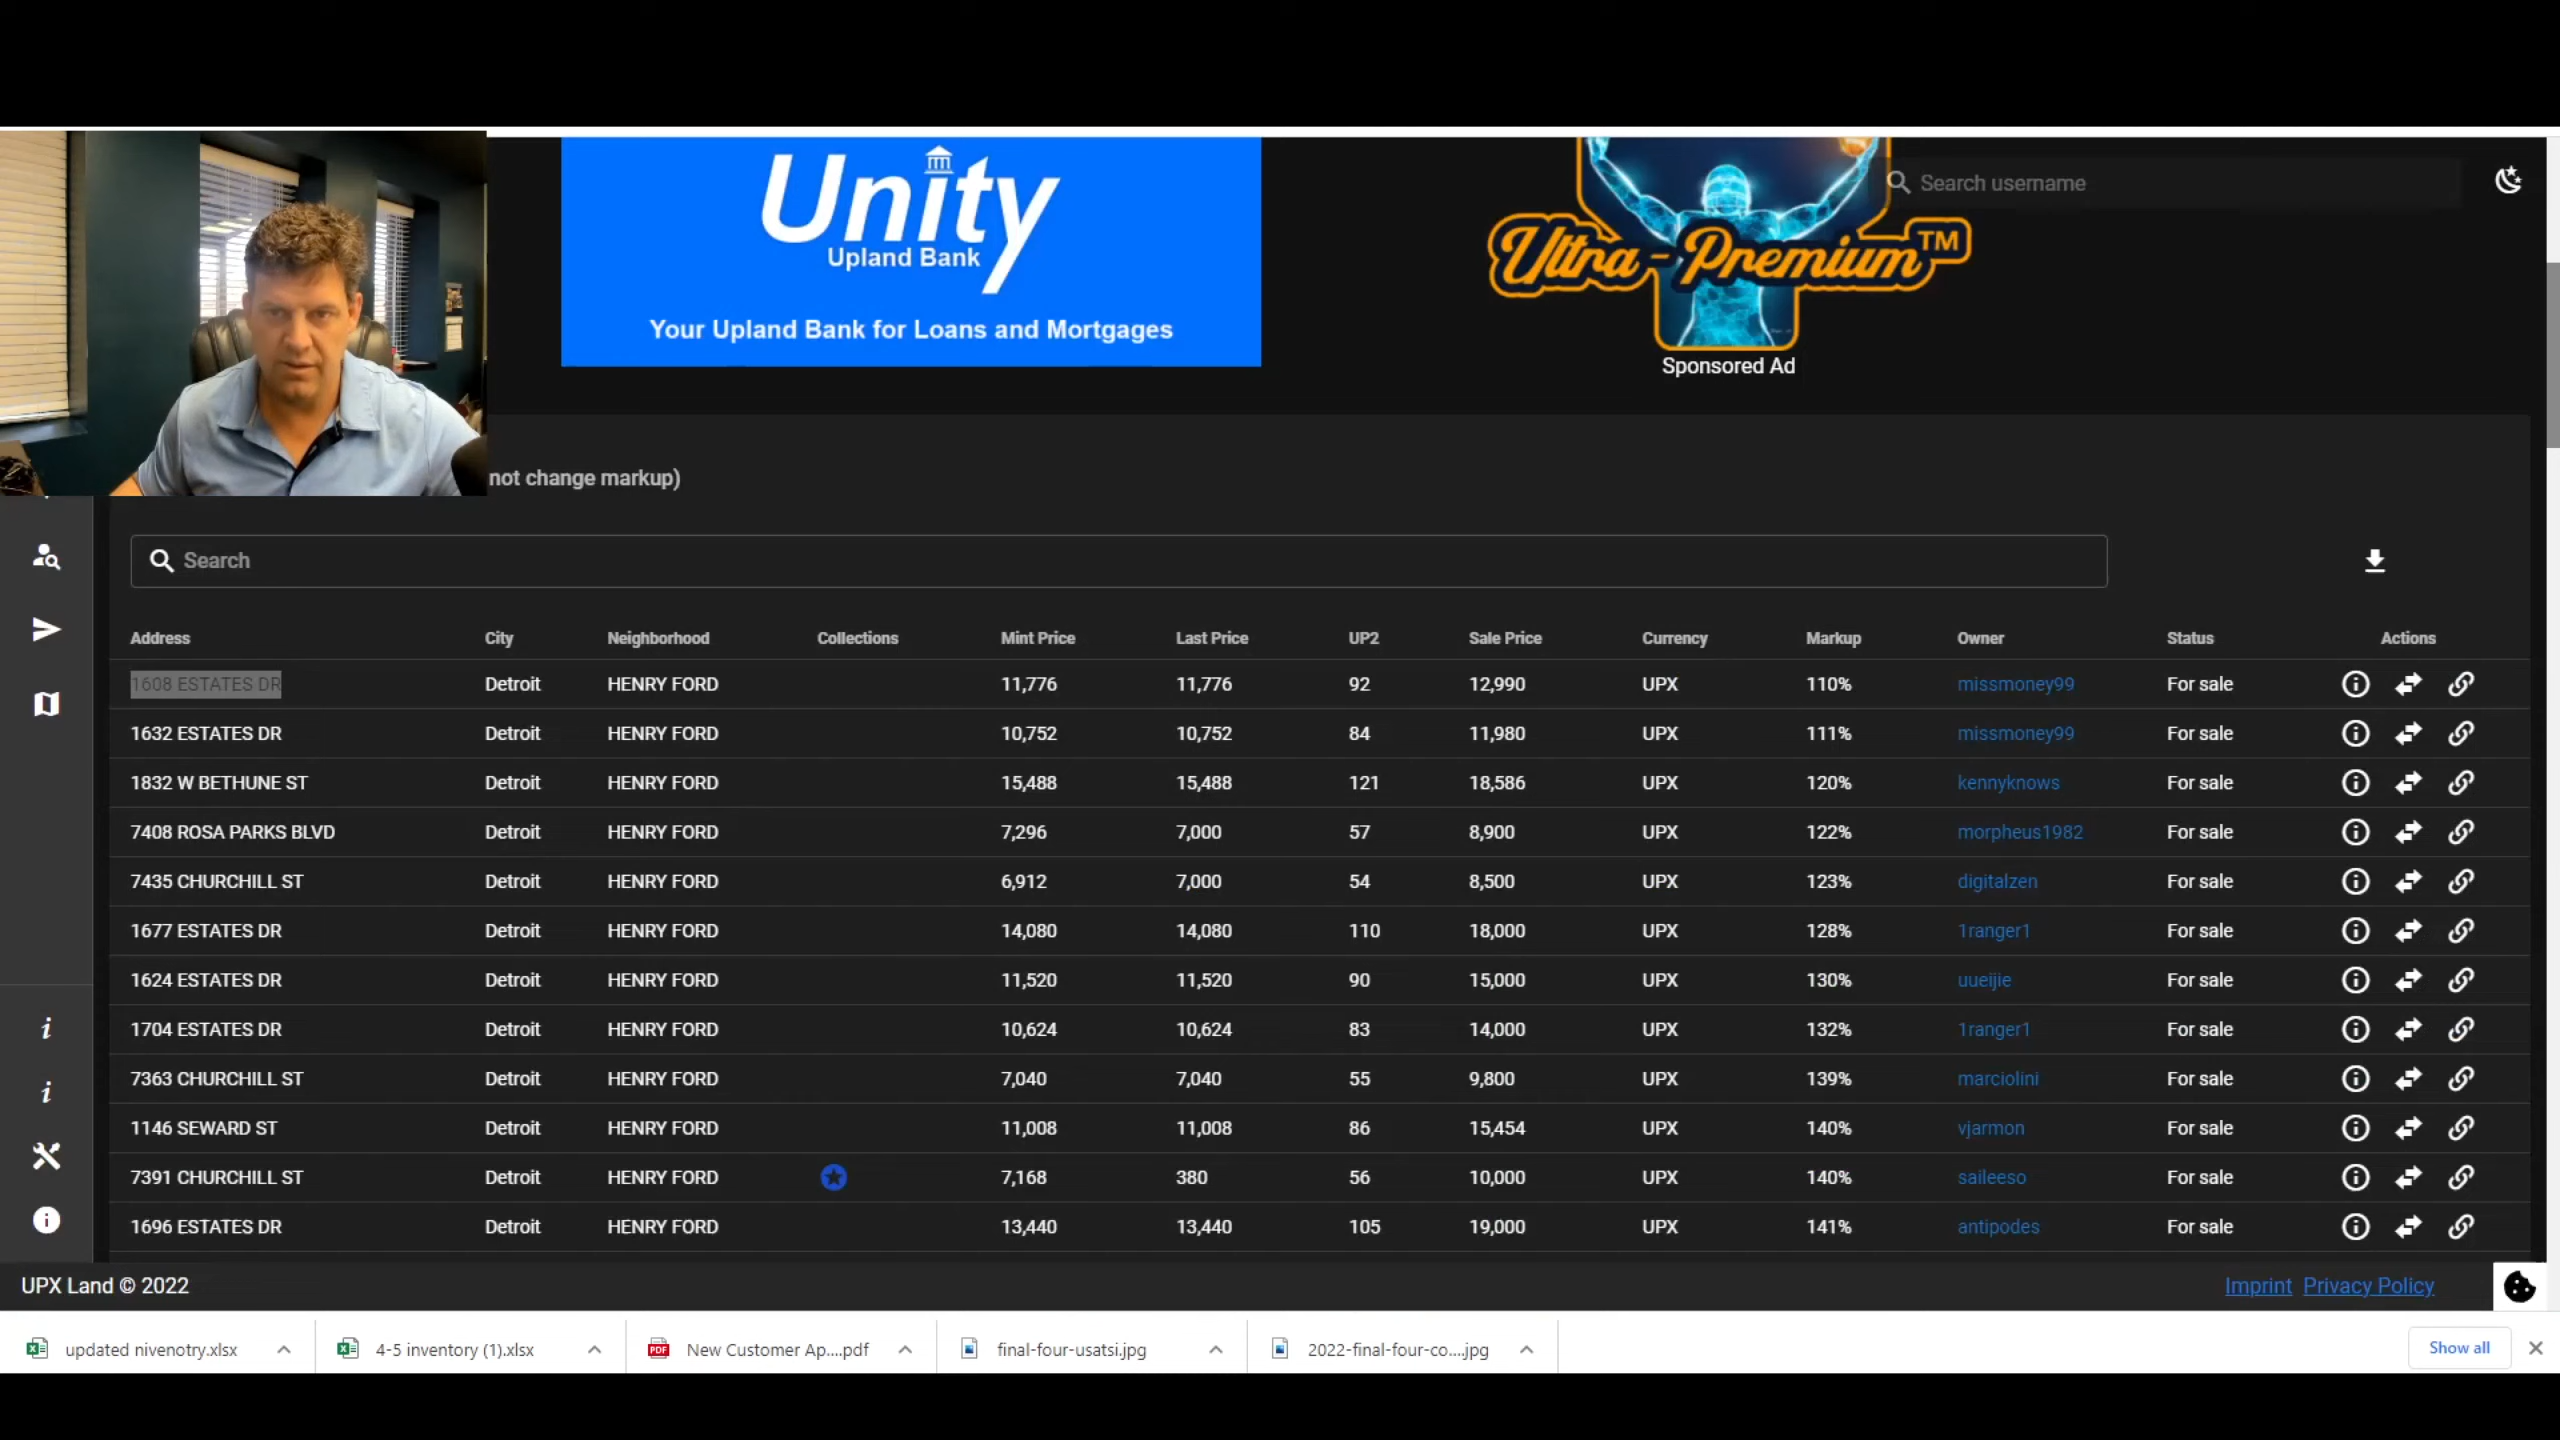 Unity
Upland Bank
Your Upland Bank for Loans and Mortgages
Ultra-Premium™
Sponsored Ad
Search username
not change markup)
Search
Address City Neighborhood Collections Mint Price Last Price UP2 Sale Price Currency Markup Owner Status Actions
1608 ESTATES DR Detroit HENRY FORD 11,776 11,776 92 12,990 UPX 110% missmoney99 For sale
1632 ESTATES DR Detroit HENRY FORD 10,752 10,752 84 11,980 UPX 111% missmoney99 For sale
1832 W BETHUNE ST Detroit HENRY FORD 15,488 15,488 121 18,586 UPX 120% kennyknows For sale
7408 ROSA PARKS BLVD Detroit HENRY FORD 7,296 7,000 57 8,900 UPX 122% morpheus1982 For sale
7435 CHURCHILL ST Detroit HENRY FORD 6,912 7,000 54 8,500 UPX 123% digitalzen For sale
1677 ESTATES DR Detroit HENRY FORD 14,080 14,080 110 18,000 UPX 128% 1ranger1 For sale
1624 ESTATES DR Detroit HENRY FORD 11,520 11,520 90 15,000 UPX 130% uueijie For sale
1704 ESTATES DR Detroit HENRY FORD 10,624 10,624 83 14,000 UPX 132% 1ranger1 For sale
7363 CHURCHILL ST Detroit HENRY FORD 7,040 7,040 55 9,800 UPX 139% marciolini For sale
1146 SEWARD ST Detroit HENRY FORD 11,008 11,008 86 15,454 UPX 140% vjarmon For sale
7391 CHURCHILL ST Detroit HENRY FORD 7,168 380 56 10,000 UPX 140% saileeso For sale
1696 ESTATES DR Detroit HENRY FORD 13,440 13,440 105 19,000 UPX 141% antipodes For sale
UPX Land © 2022 Imprint Privacy Policy
updated nivenotry.xlsx 4-5 inventory (1).xlsx PDF New Customer Ap....pdf final-four-usatsi.jpg 2022-final-four-co....jpg Show all